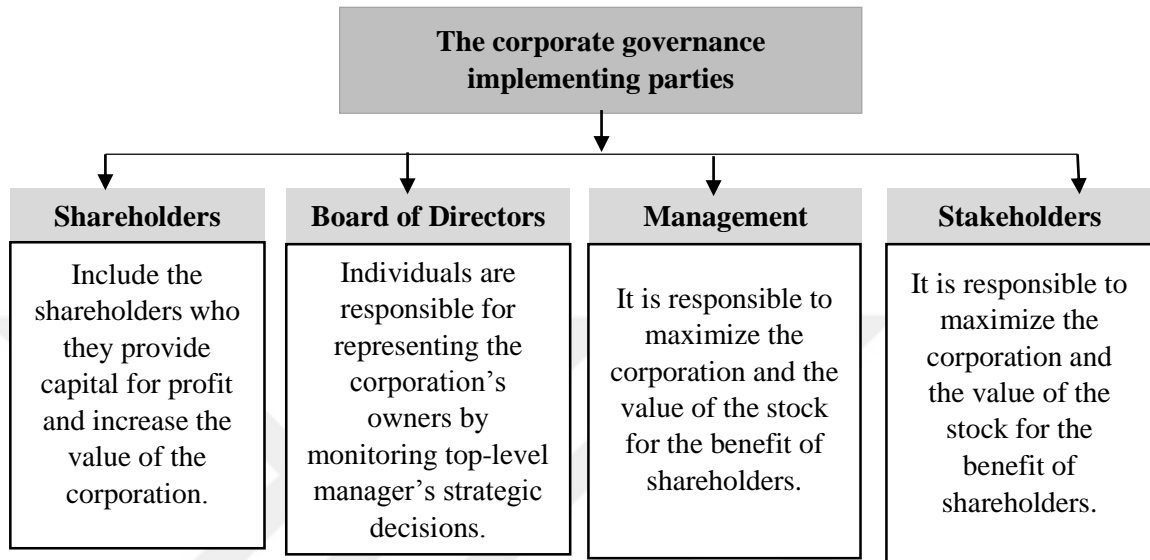 The corporate governance
implementing parties
Shareholders
Include the
shareholders who
they provide
capital for profit
and increase the
value of the
corporation.
Board of Directors
Individuals are
responsible for
representing the
corporation’s
owners by
monitoring top-level
manager’s strategic
decisions.
Management
It is responsible to
maximize the
corporation and the
value of the stock
for the benefit of
shareholders.
Stakeholders
It is responsible to
maximize the
corporation and
the value of the
stock for the
benefit of
shareholders.